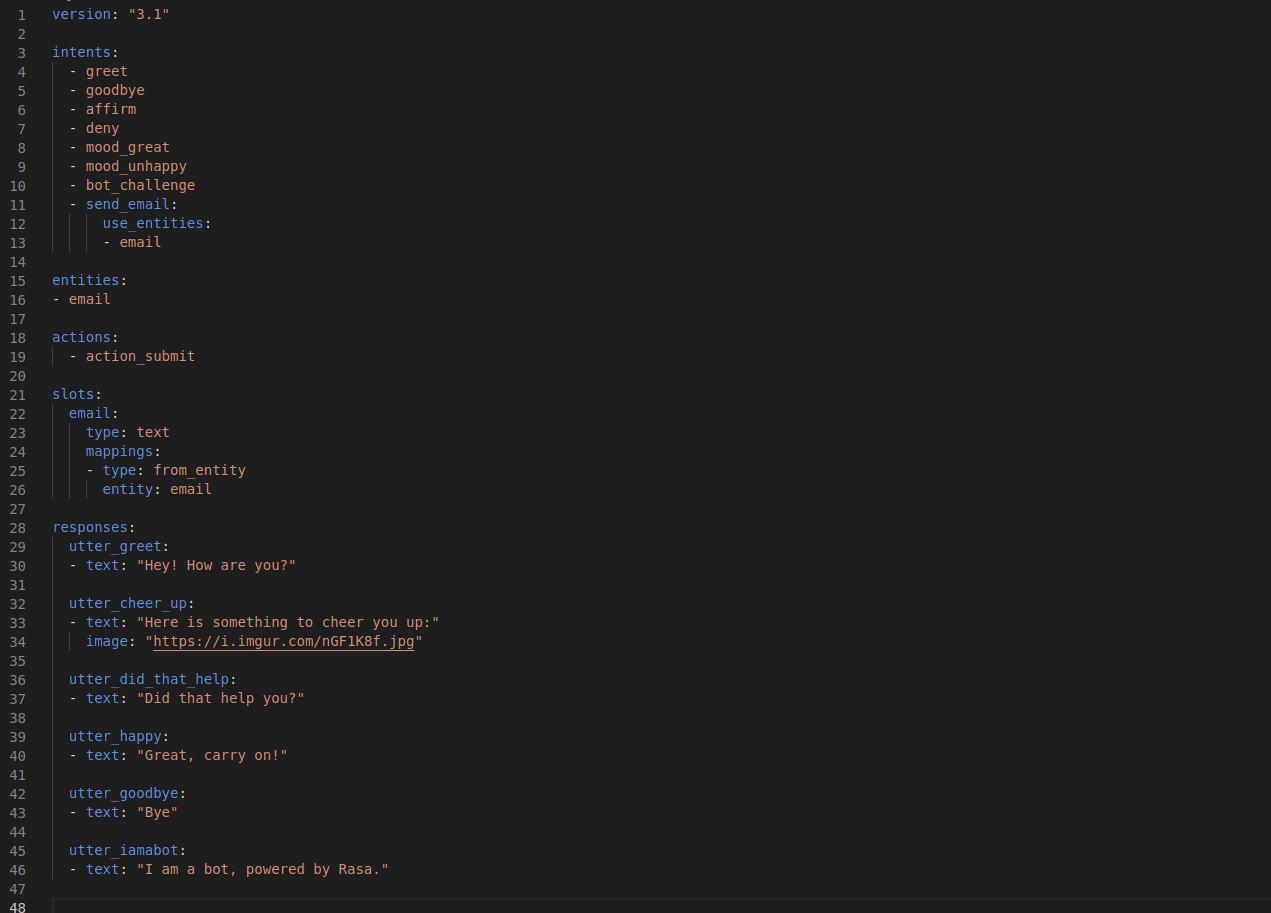 1 version: "3.1"
2
3 intents:
4   - greet
5   - goodbye
6   - affirm
7   - deny
8   - mood_great
9   - mood_unhappy
10   - bot_challenge
11   - send_email:
12       use_entities:
13       - email
14
15 entities:
16 - email
17
18 actions:
19   - action_submit
20
21 slots:
22   email:
23     type: text
24     mappings:
25     - type: from_entity
26       entity: email
27
28 responses:
29   utter_greet:
30   - text: "Hey! How are you?"
31
32   utter_cheer_up:
33   - text: "Here is something to cheer you up:"
34     image: "https://i.imgur.com/nGF1K8f.jpg"
35
36   utter_did_that_help:
37   - text: "Did that help you?"
38
39   utter_happy:
40   - text: "Great, carry on!"
41
42   utter_goodbye:
43   - text: "Bye"
44
45   utter_iamabot:
46   - text: "I am a bot, powered by Rasa."
47
48